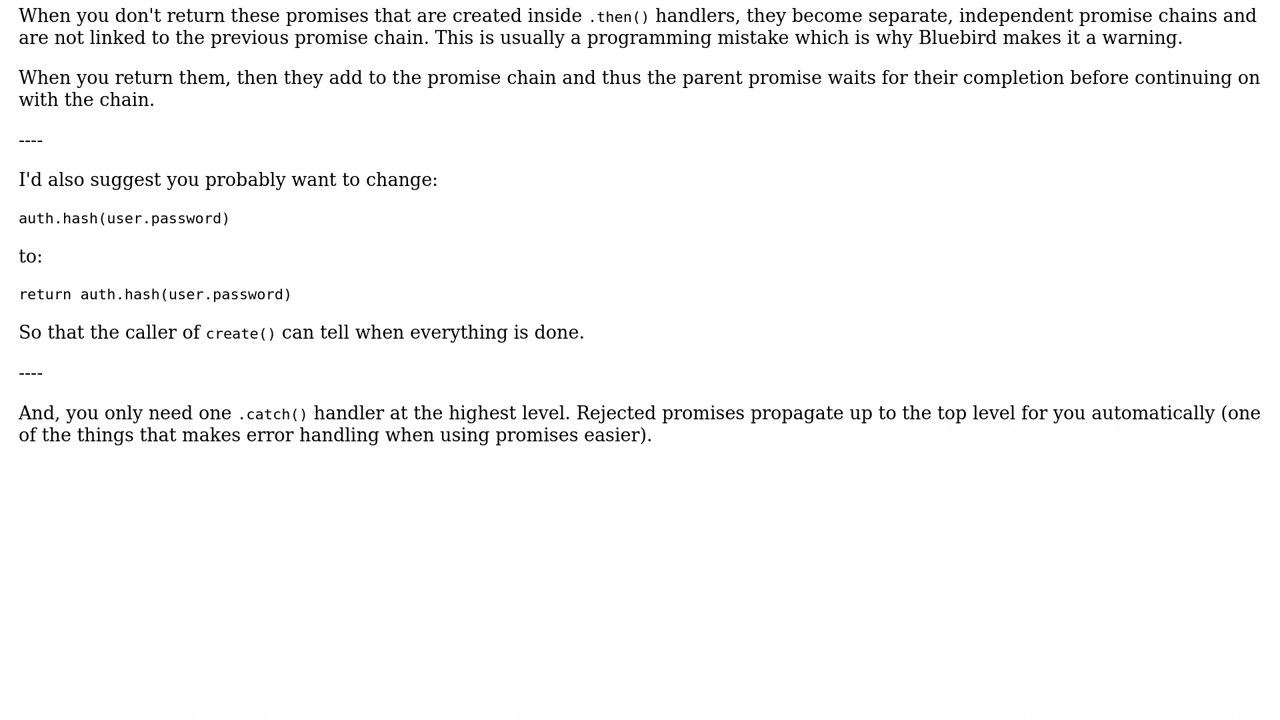 When you don't return these promises that are created inside .then() handlers, they become separate, independent promise chains and
are not linked to the previous promise chain. This is usually a programming mistake which is why Bluebird makes it a warning.
When you return them, then they add to the promise chain and thus the parent promise waits for their completion before continuing on
with the chain.
----
I'd also suggest you probably want to change:
auth.hash(user.password)
to:
return auth.hash(user.password)
So that the caller of create() can tell when everything is done.
----
And, you only need one .catch() handler at the highest level. Rejected promises propagate up to the top level for you automatically (one
of the things that makes error handling when using promises easier).